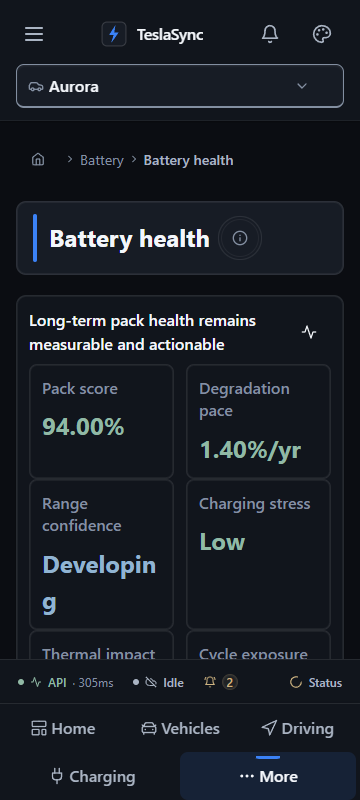 TeslaSync
Aurora
Battery
Battery health
Battery health
Long-term pack health remains
measurable and actionable
Pack score
94.00%
Degradation
pace
1.40%/yr
Range
confidence
Developin
g
Charging stress
Low
Thermal impact
Cycle exposure
API · 305ms
Idle
2
Status
Home
Vehicles
Driving
Charging
More